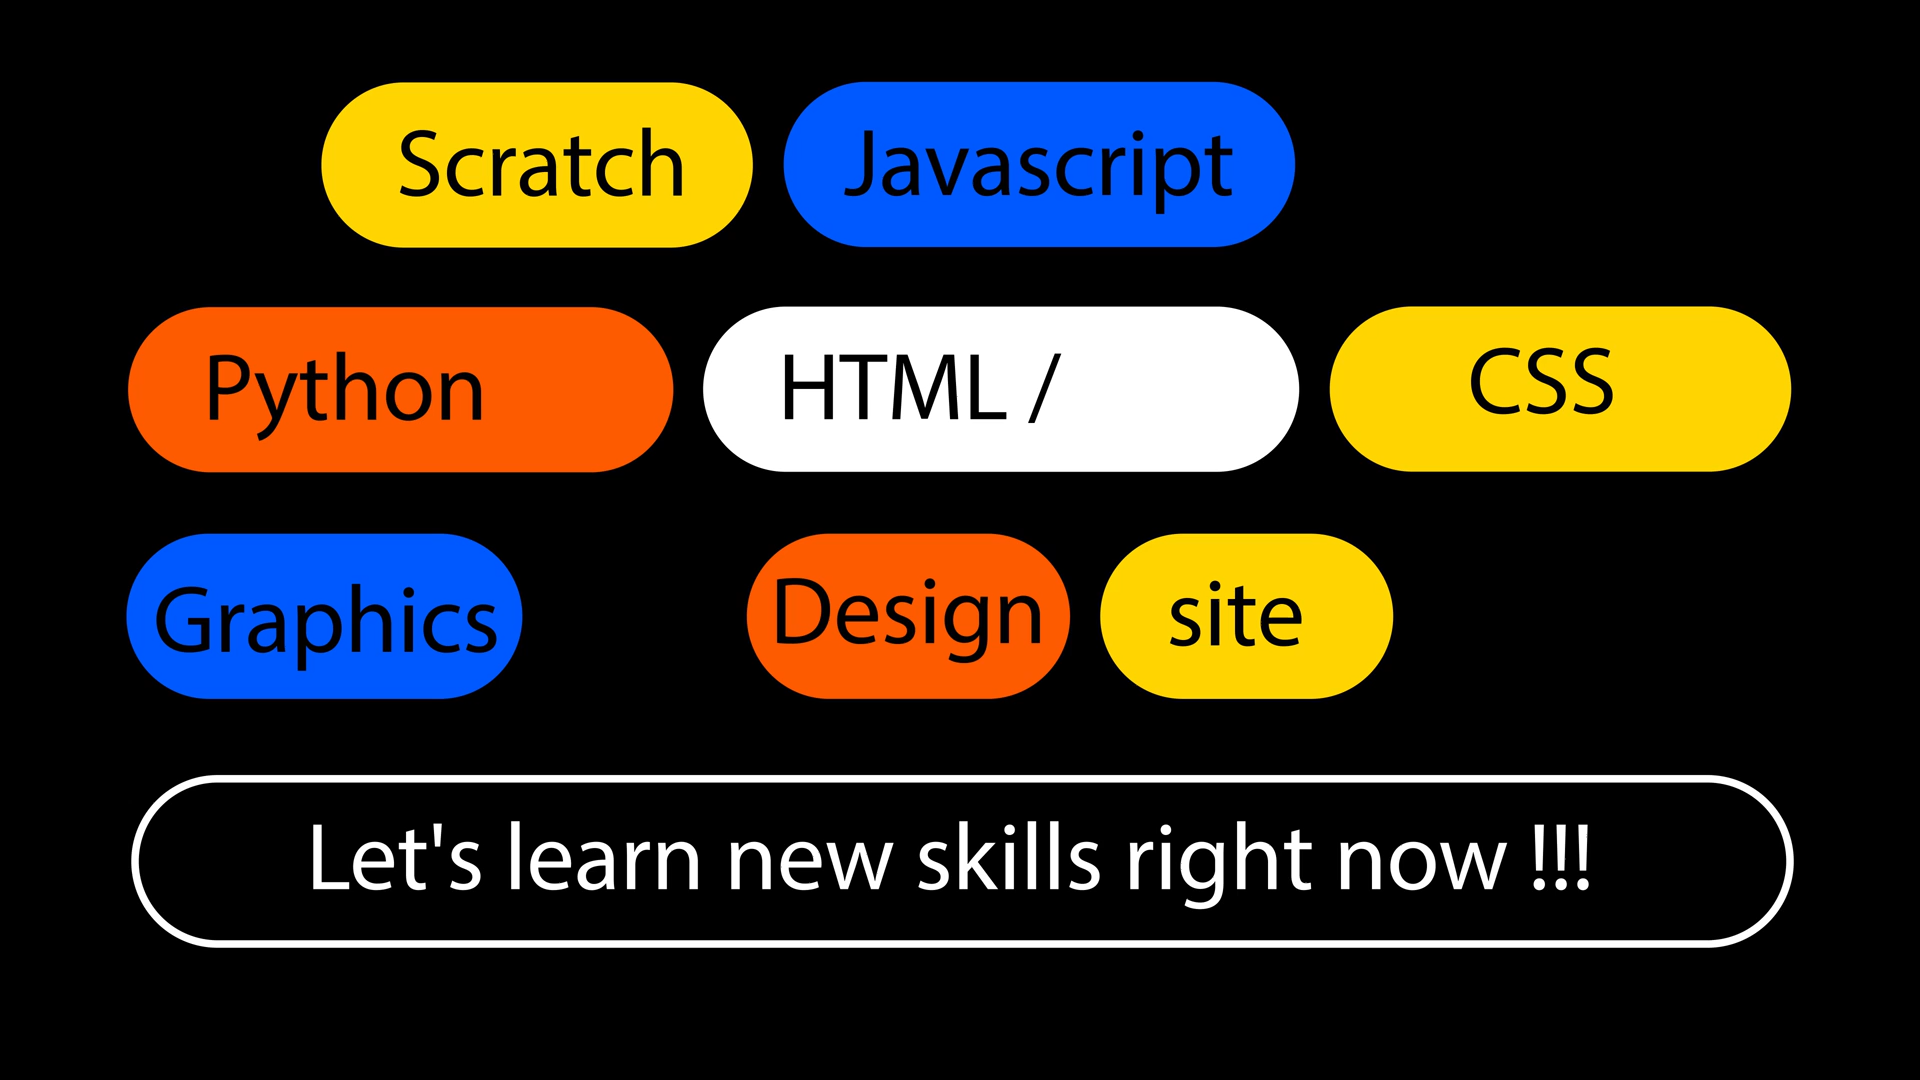 Scratch Javascript
Python HTML / CSS
Graphics Design site
Let's learn new skills right now !!!